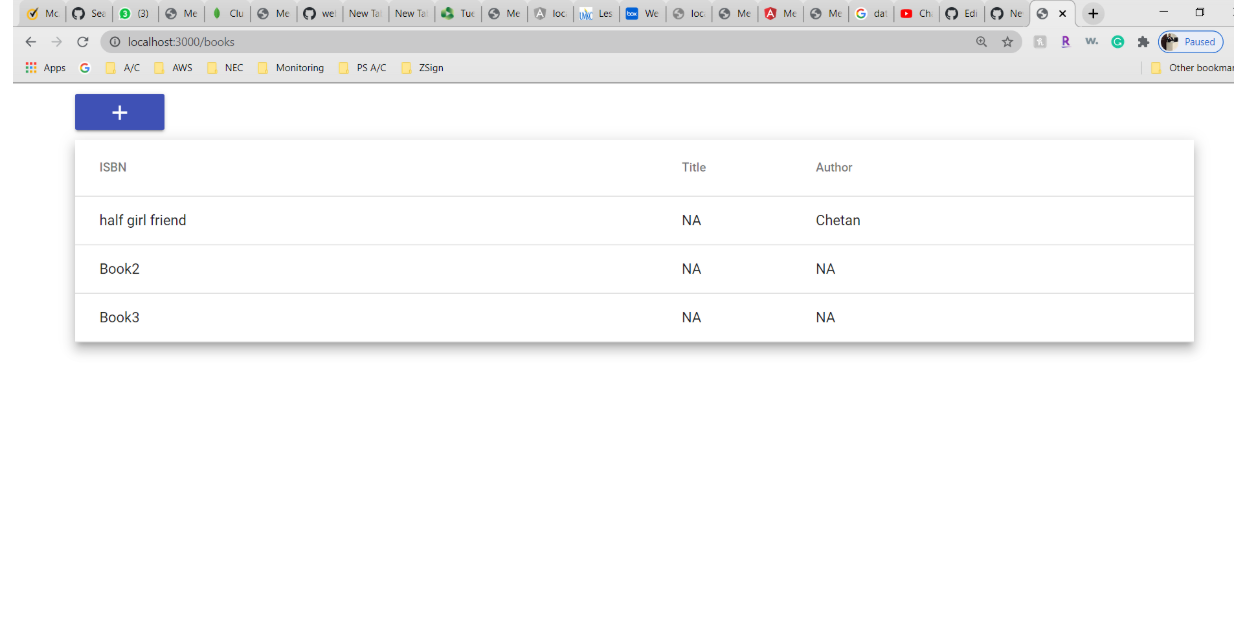 Mc Sea (3) Me Clu Me wel New Ta New Ta Tuc Me loc Les We loc Me Me Me dat Ch Edi Ne
localhost:3000/books Paused
Apps A/C AWS NEC Monitoring PS A/C ZSign Other bookmar
+
ISBN Title Author
half girl friend NA Chetan
Book2 NA NA
Book3 NA NA